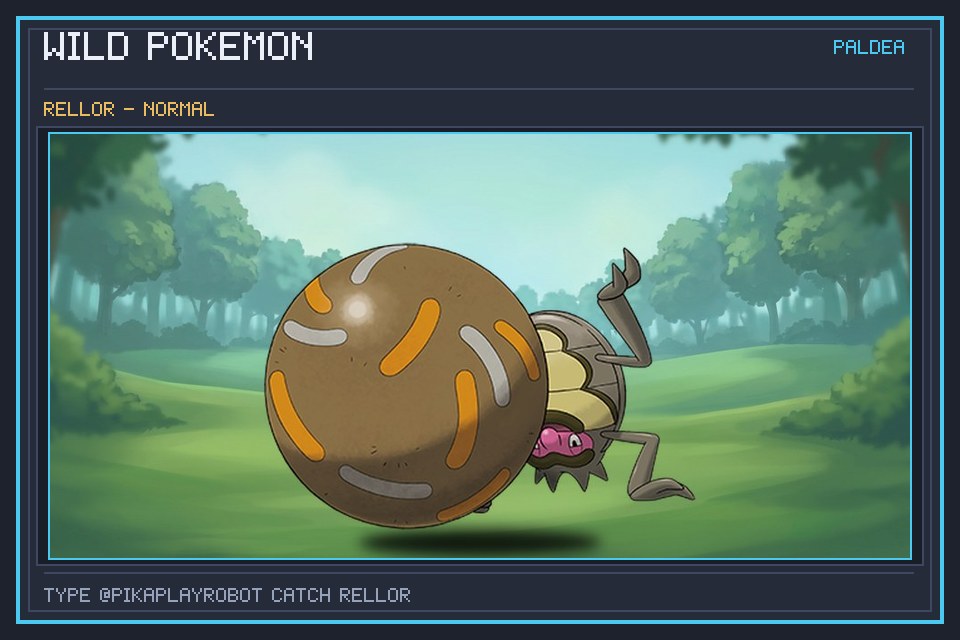 WILD POKEMON
PALDEA
RELLOR - NORMAL
TYPE @PIKAPLAYROBOT CATCH RELLOR